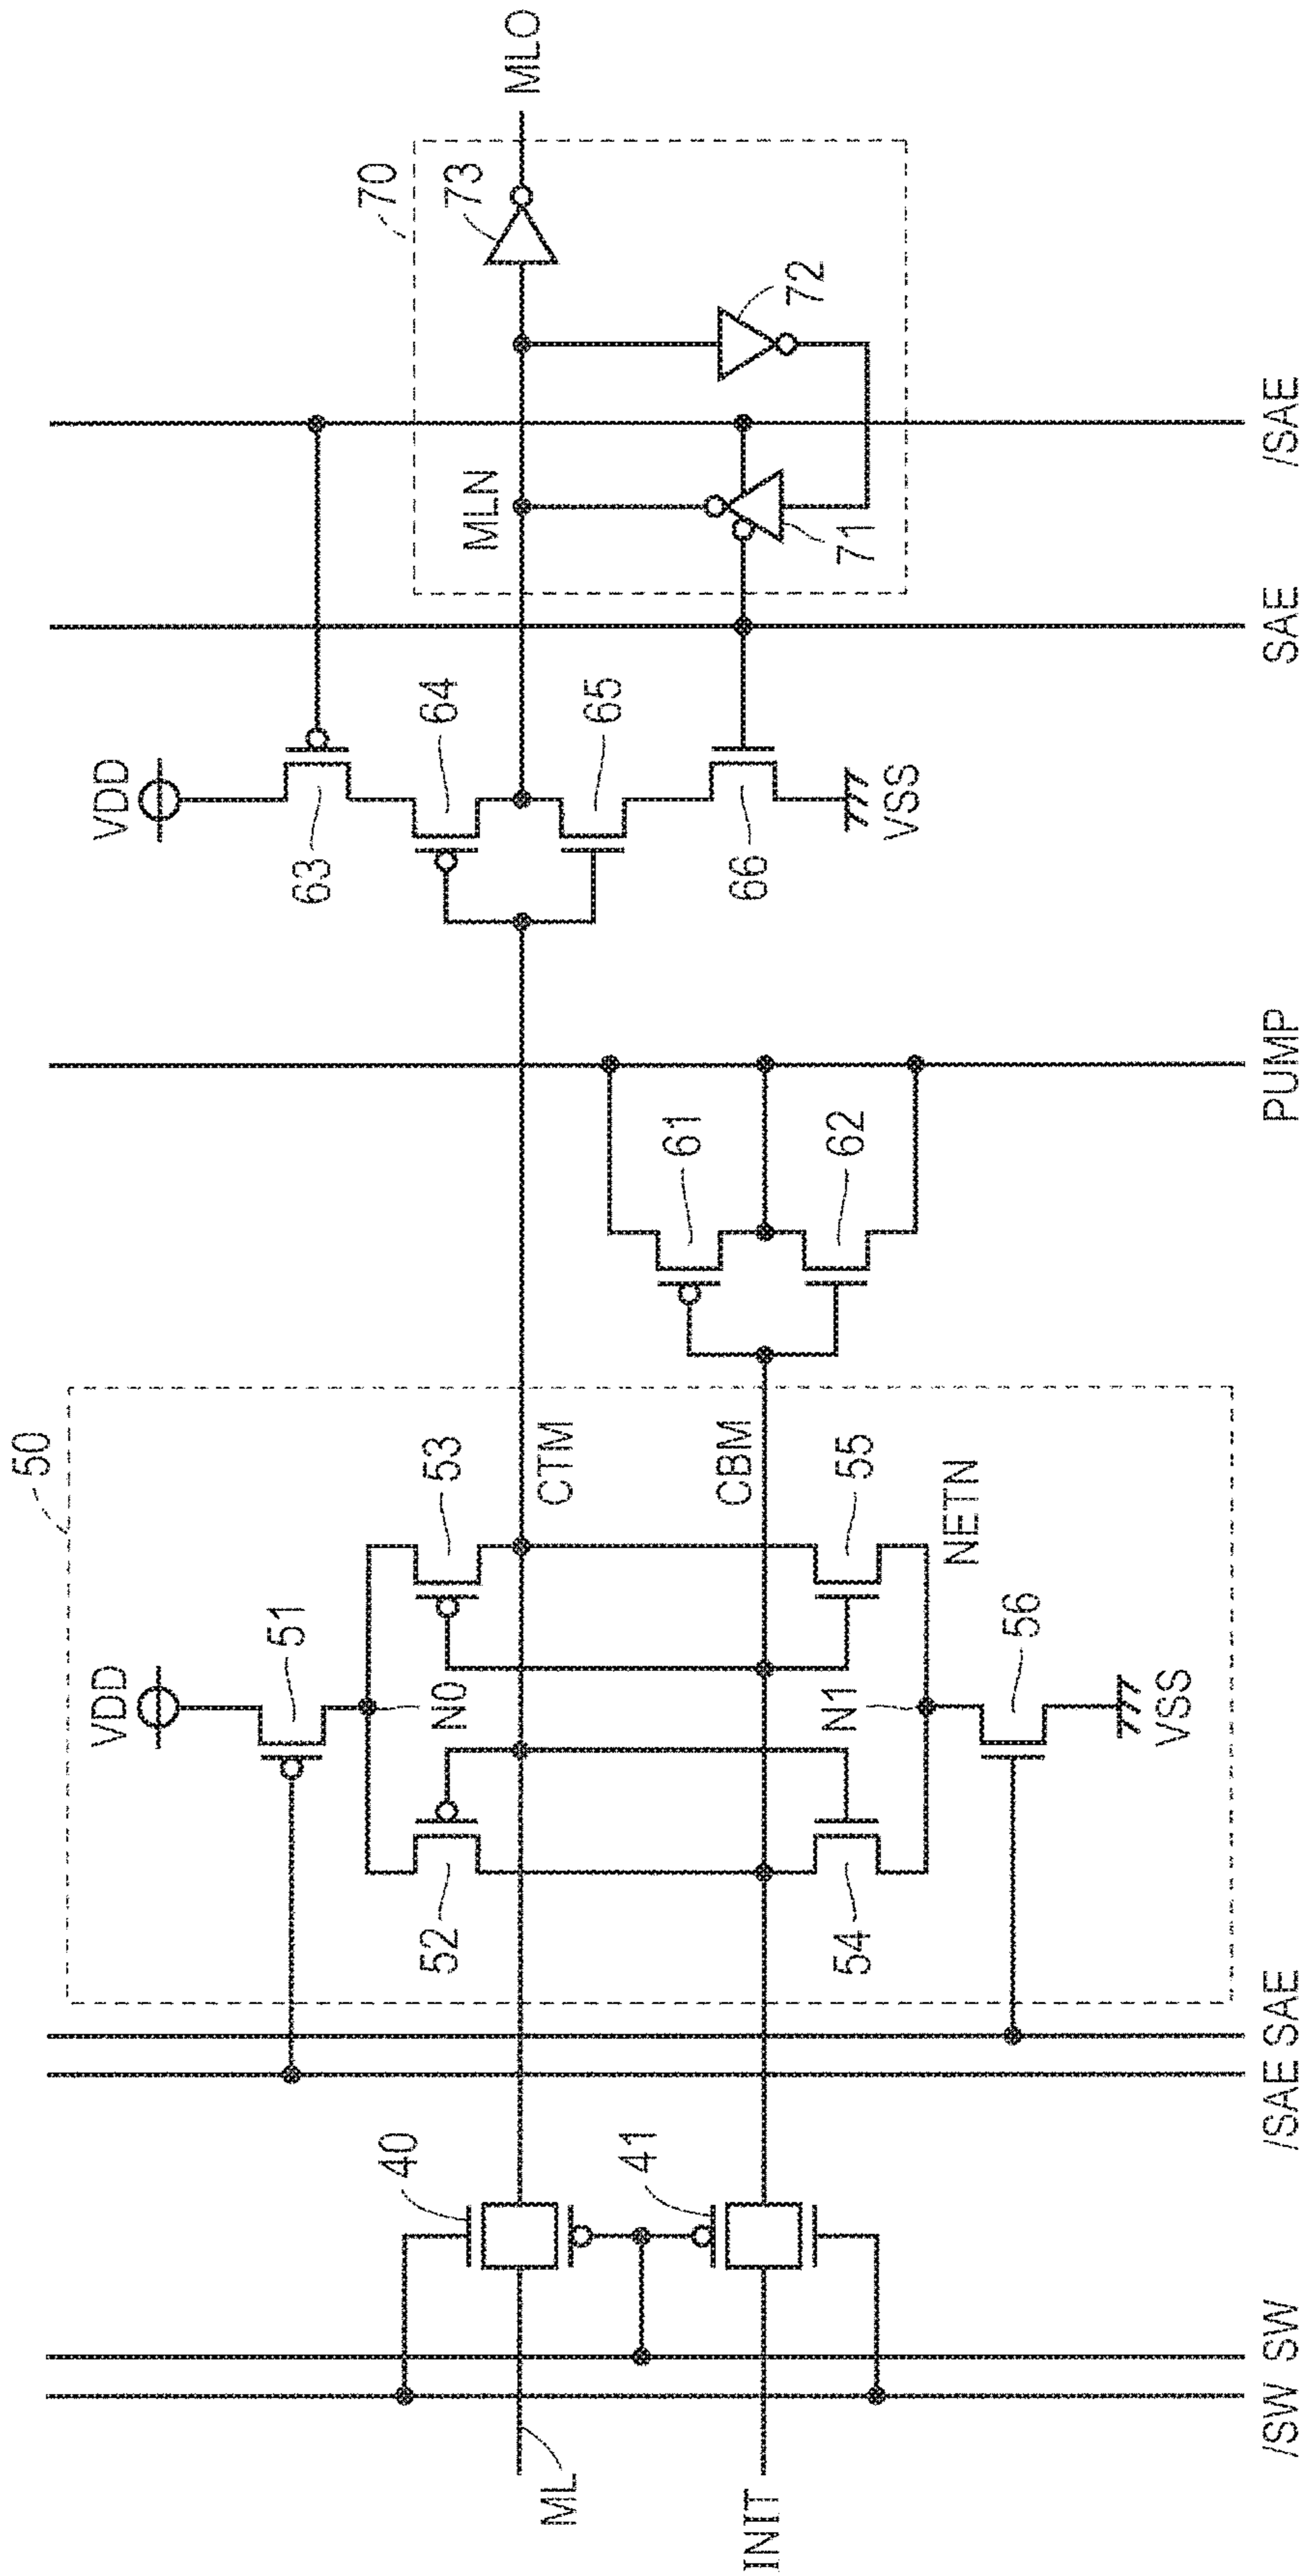 50
70
VDD
51
N0
52
53
CTM
CBM
54
55
N1
NETN
56
VSS
40
41
ML
INIT
61
62
VDD
63
64
65
66
VSS
MLN
71
72
73
MLO
/SW SW
/SAE SAE
PUMP
SAE
/SAE